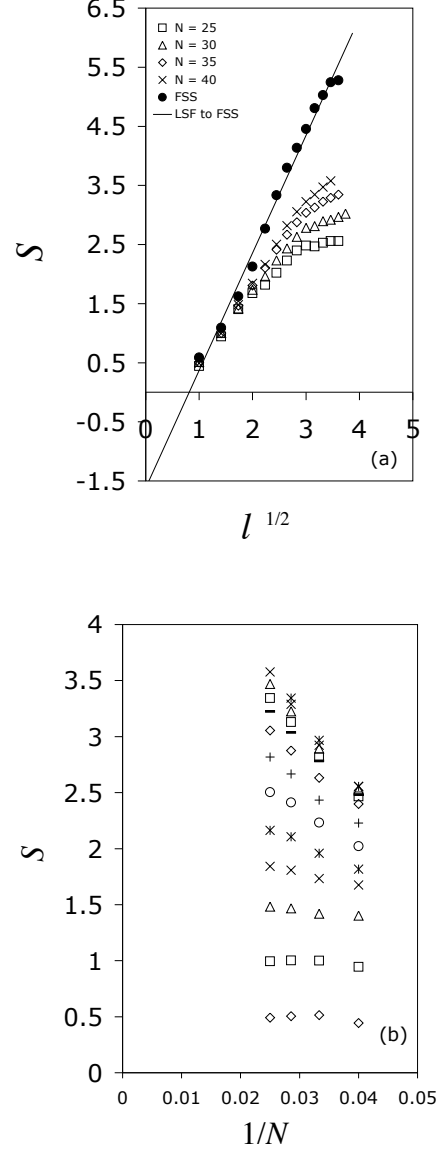 6.5
N = 25
N = 30
N = 35
N = 40
FSS
LSF to FSS
5.5
4.5
3.5
2.5
1.5
0.5
-0.5
-1.5
S
0 1 2 3 4 5
(a)
l 1/2
4
3.5
3
2.5
2
1.5
1
0.5
0
S
(b)
0 0.01 0.02 0.03 0.04 0.05
1/N